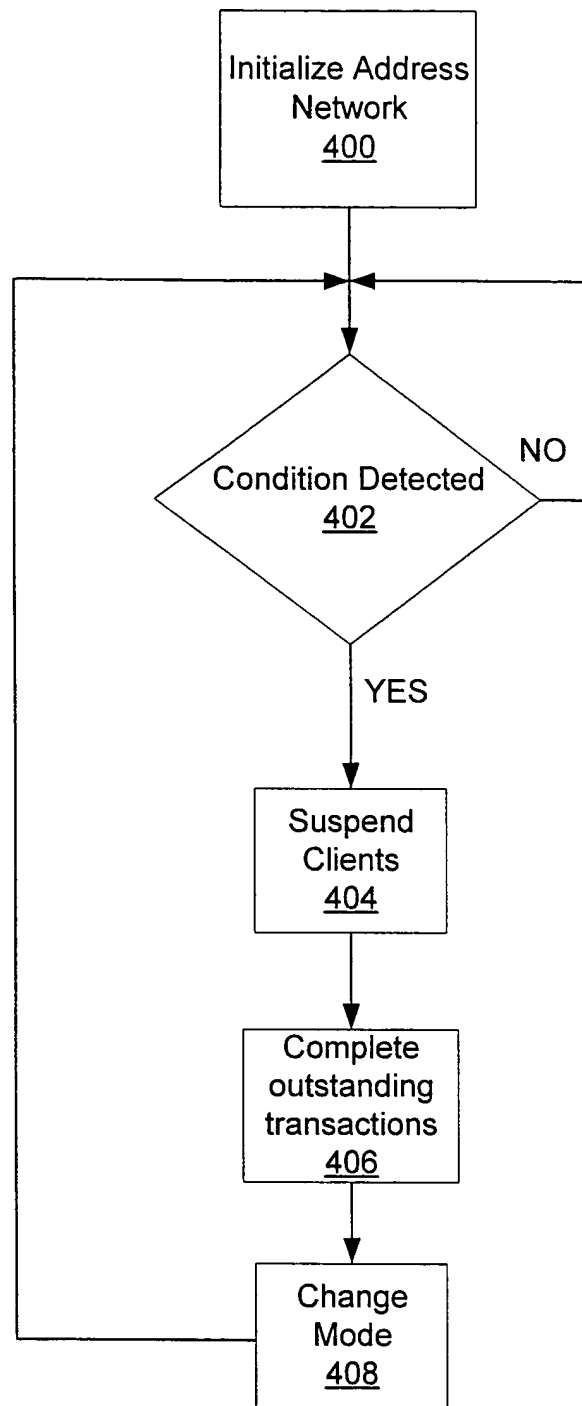 Initialize Address
Network
400
Condition Detected
402
NO
YES
Suspend
Clients
404
Complete
outstanding
transactions
406
Change
Mode
408